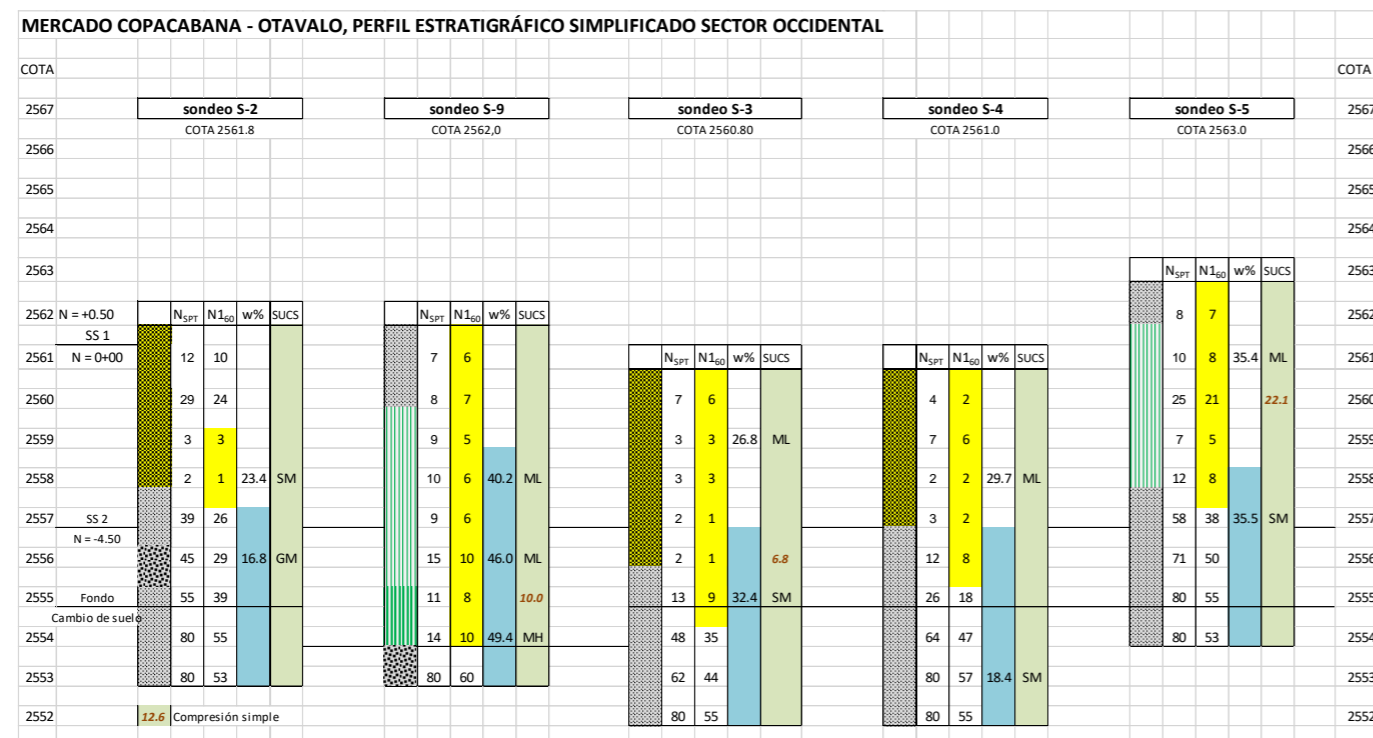 MERCADO COPACABANA - OTAVALO, PERFIL ESTRATIGRÁFICO SIMPLIFICADO SECTOR OCCIDENTAL
COTA COTA
2567 sondeo S-2 sondeo S-9 sondeo S-3 sondeo S-4 sondeo S-5 2567
COTA 2561.8 COTA 2562,0 COTA 2560.80 COTA 2561.0 COTA 2563.0
2566 2566
2565 2565
2564 2564
2563 NSPT N160 w% SUCS 2563
2562 N = +0.50 NSPT N160 w% SUCS NSPT N160 w% SUCS 8 7 2562
SS 1
2561 N = 0+00 12 10 7 6 NSPT N160 w% SUCS NSPT N160 w% SUCS 10 8 35.4 ML 2561
2560 29 24 8 7 7 6 4 2 25 21 22.1 2560
2559 3 3 9 5 3 3 26.8 ML 7 6 7 5 2559
2558 2 1 23.4 SM 10 6 40.2 ML 3 3 2 2 29.7 ML 12 8 2558
2557 SS 2 39 26 9 6 2 1 3 2 58 38 35.5 SM 2557
N = -4.50
2556 45 29 16.8 GM 15 10 46.0 ML 2 1 6.8 12 8 71 50 2556
2555 Fondo 55 39 11 8 10.0 13 9 32.4 SM 26 18 80 55 2555
Cambio de suelo
2554 80 55 14 10 49.4 MH 48 35 64 47 80 53 2554
2553 80 53 80 60 62 44 80 57 18.4 SM 2553
2552 12.6 Compresión simple 80 55 80 55 2552